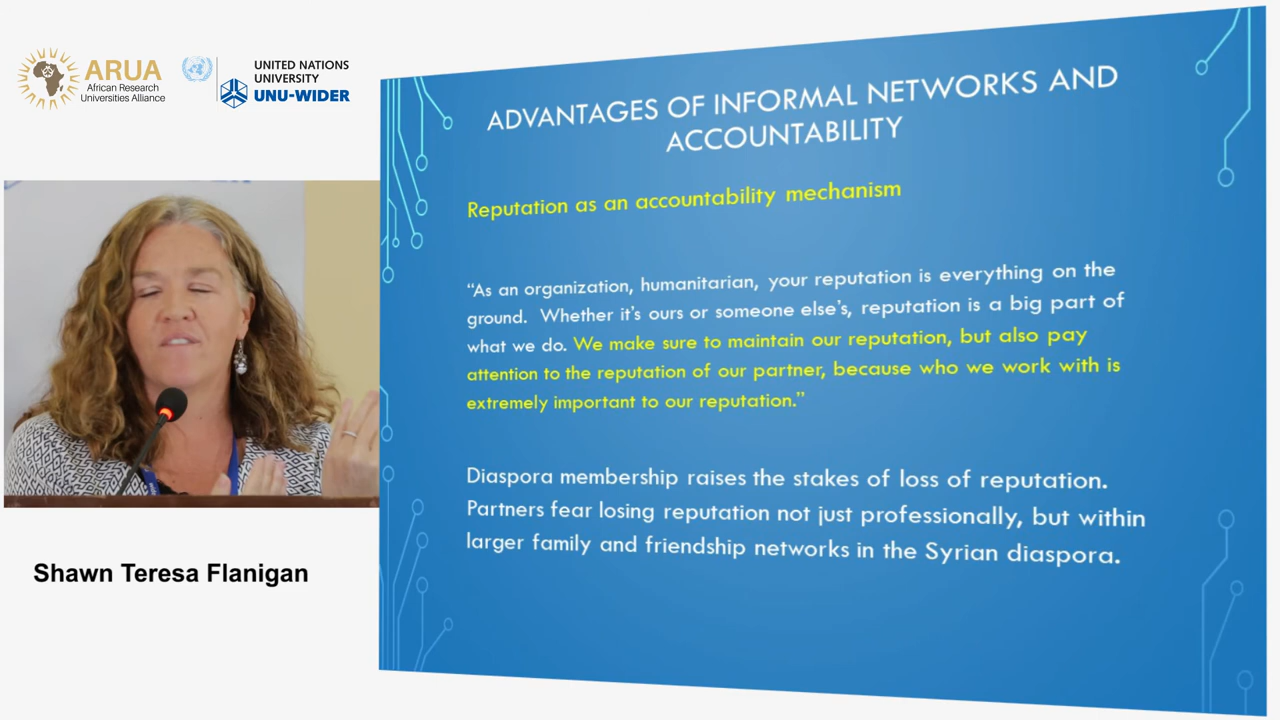 ARUA
African Research
Universities Alliance
UNITED NATIONS
UNIVERSITY
UNU-WIDER
Shawn Teresa Flanigan
ADVANTAGES OF INFORMAL NETWORKS AND
ACCOUNTABILITY
Reputation as an accountability mechanism
“As an organization, humanitarian, your reputation is everything on the
ground. Whether it’s ours or someone else’s, reputation is a big part of
what we do. We make sure to maintain our reputation, but also pay
attention to the reputation of our partner, because who we work with is
extremely important to our reputation.”
Diaspora membership raises the stakes of loss of reputation.
Partners fear losing reputation not just professionally, but within
larger family and friendship networks in the Syrian diaspora.